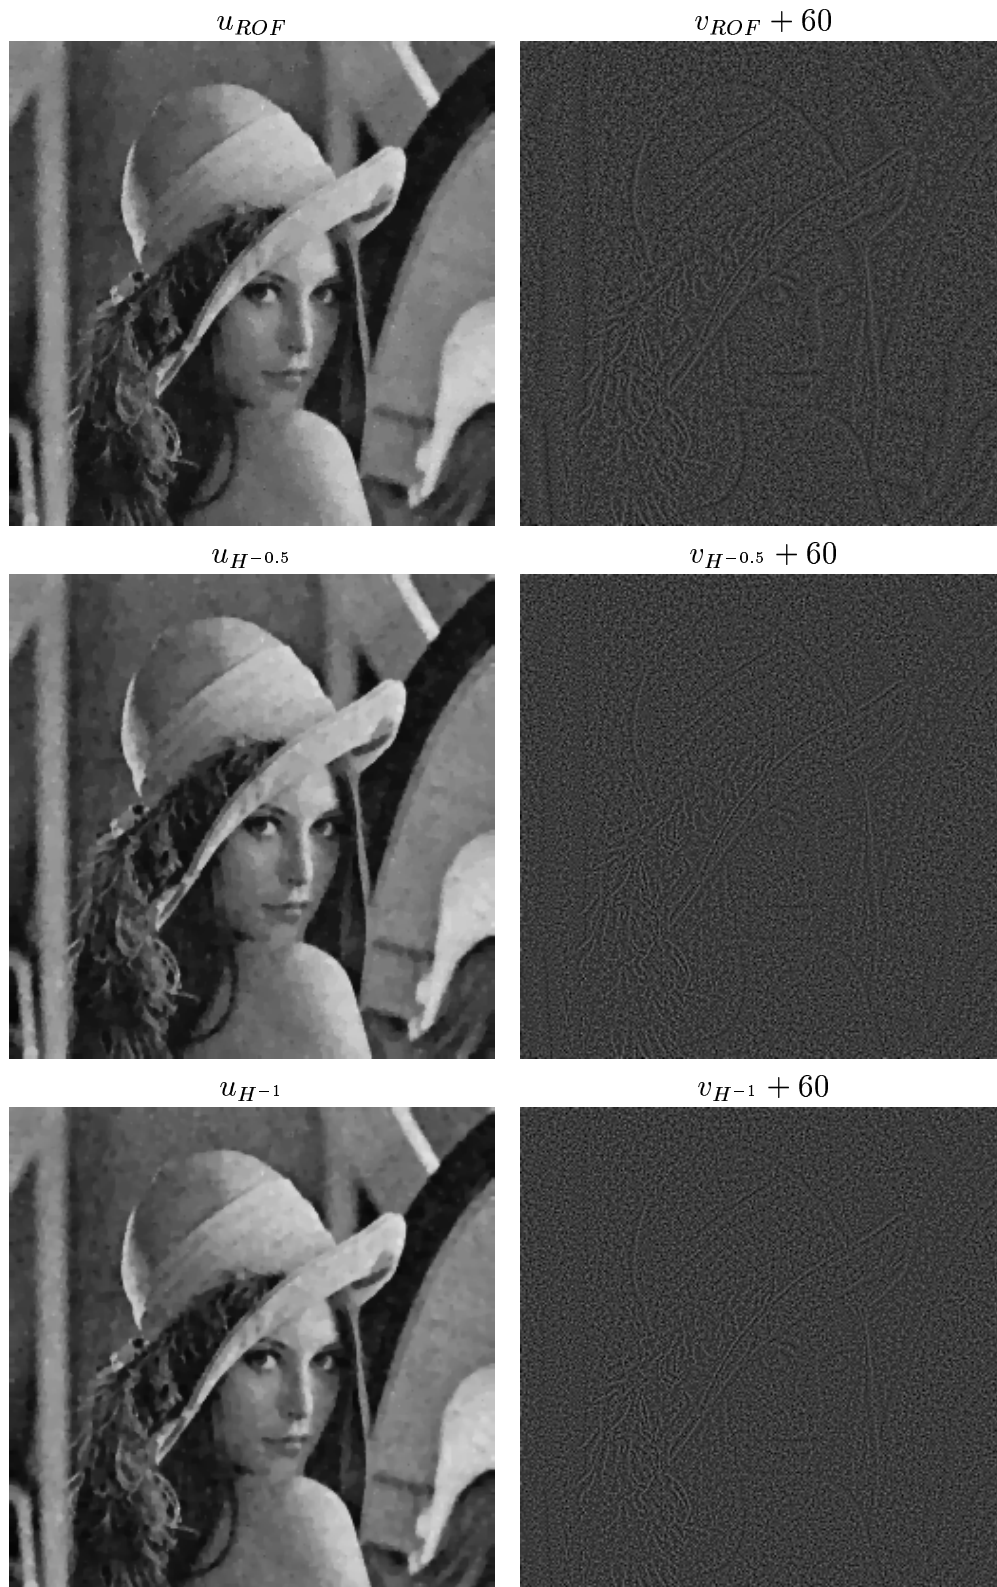 u_{ROF} v_{ROF} + 60
u_{H^{-0.5}} v_{H^{-0.5}} + 60
u_{H^{-1}} v_{H^{-1}} + 60